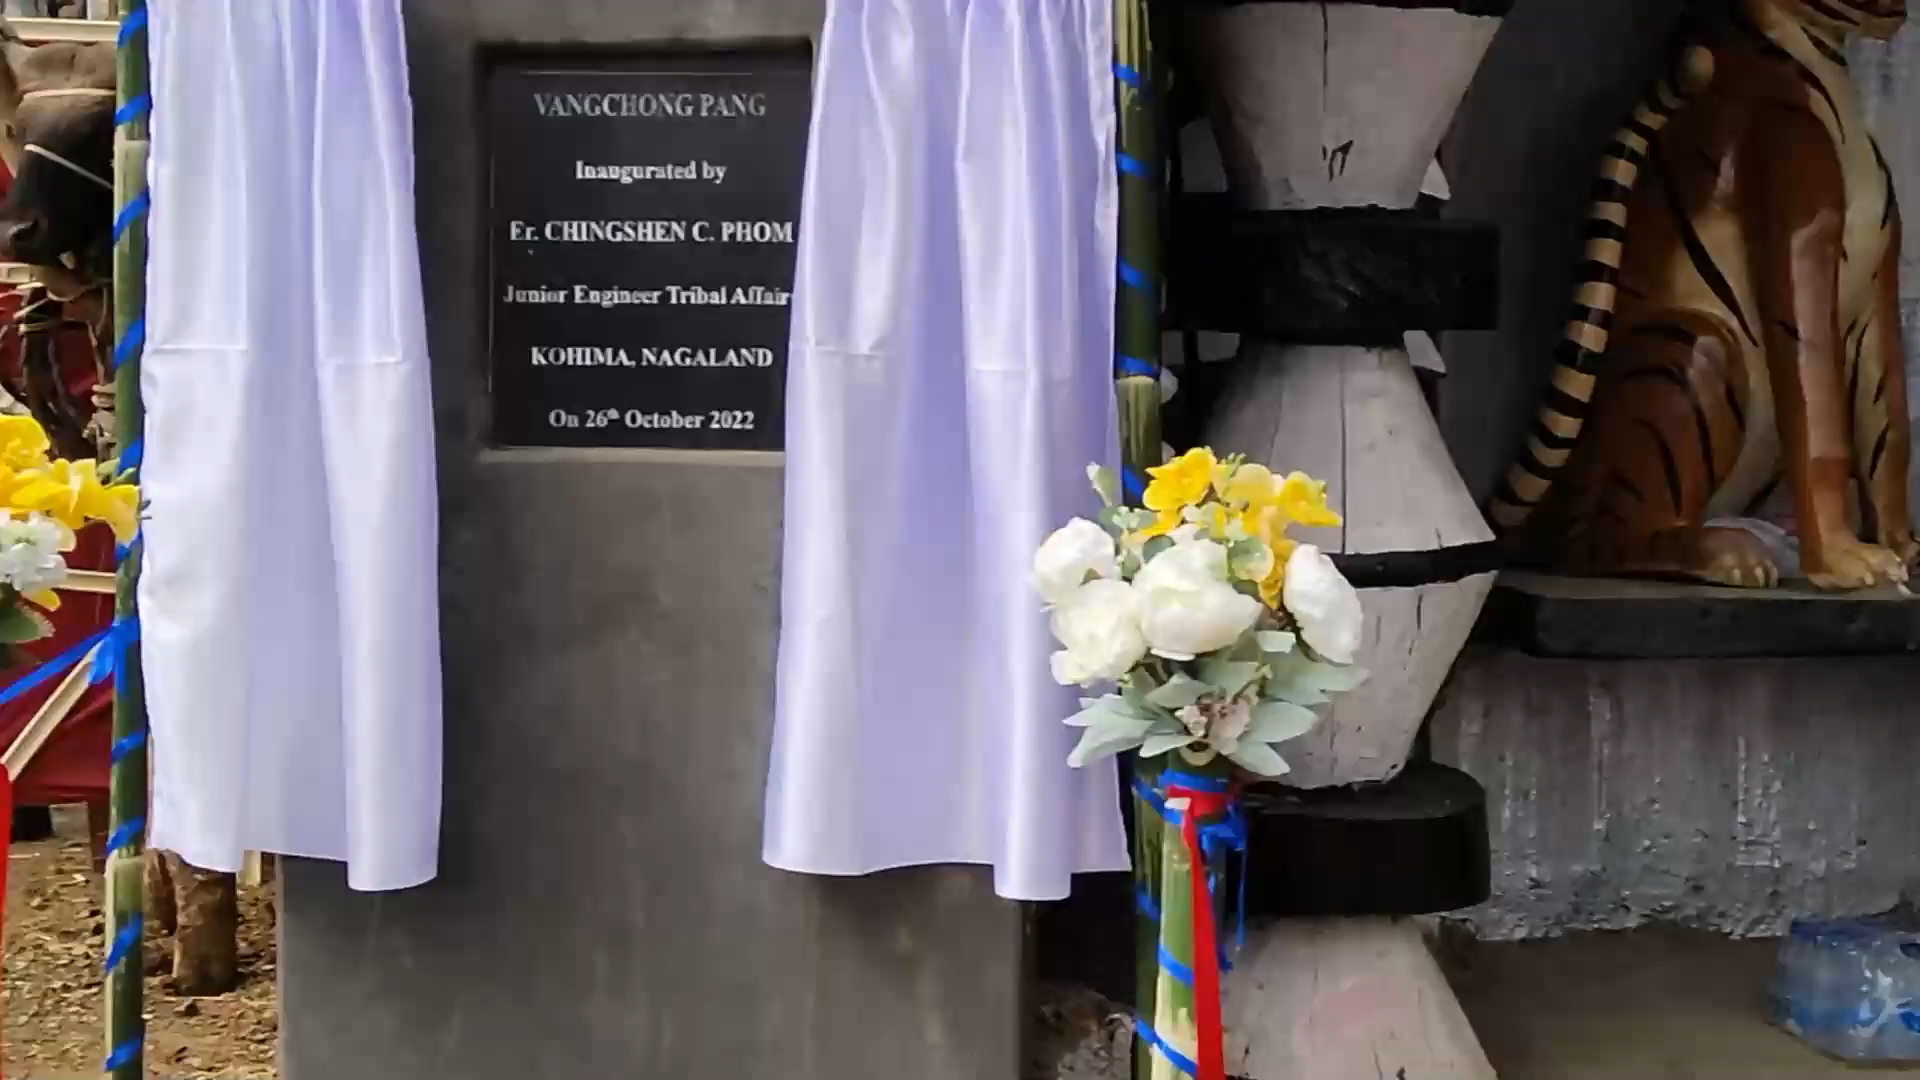 VANGCHONG PANG
Inaugurated by
Er. CHINGSHEN C. PHOM
Junior Engineer Tribal Affair
KOHIMA, NAGALAND
On 26th October 2022